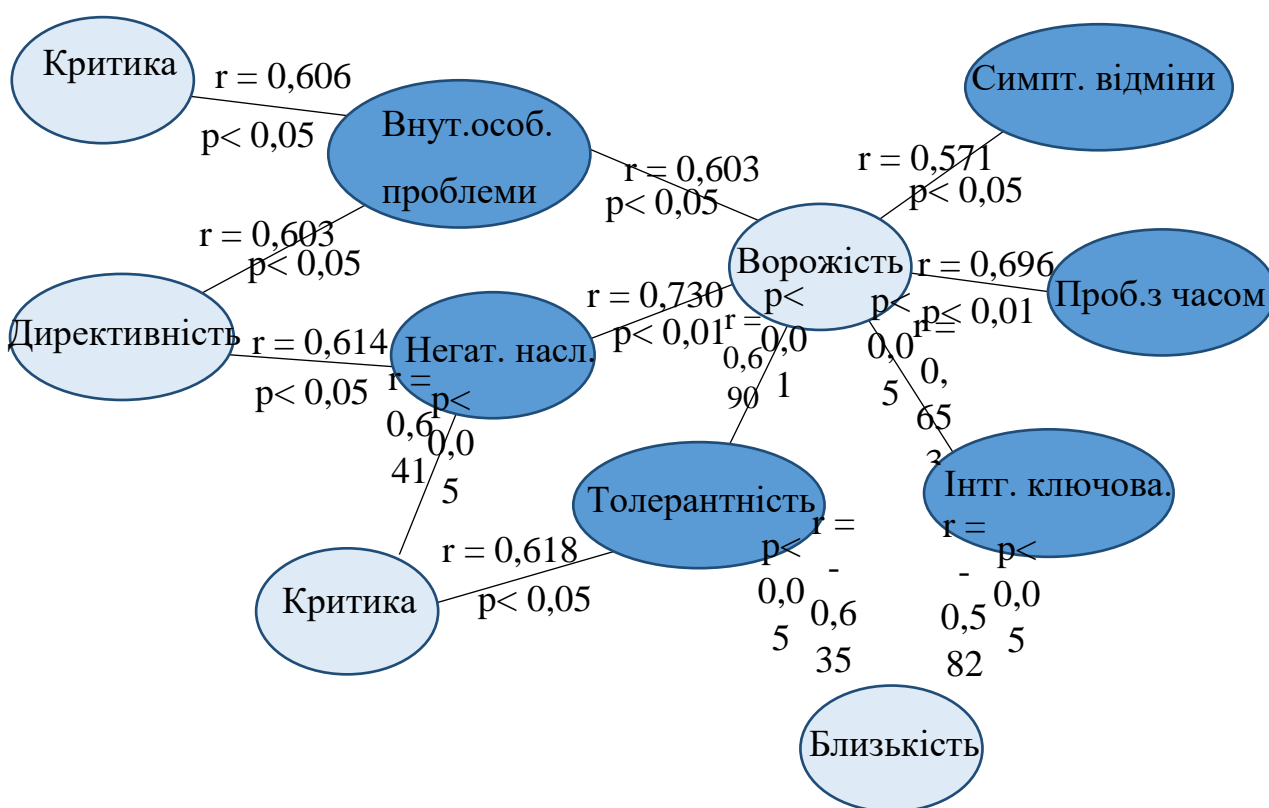 Критика
r = 0,606
p< 0,05
Внут.особ.
проблеми
Симпт. відміни
r = 0,571
p< 0,05
r = 0,603
p< 0,05
r = 0,603
p< 0,05
Ворожість
r = 0,696
p< 0,01
Проб.з часом
Директивність
r = 0,614
p< 0,05
Негат. насл.
r = 0,730
p< 0,01
r =
0,6
90
p<
0,0
1
p<
0,0
5
r =
0,
65
3
r =
0,6
41
p<
0,0
5
Толерантність
Інтг. ключова.
Критика
r = 0,618
p< 0,05
p<
0,0
5
r =
-
0,6
35
r =
-
0,5
82
p<
0,0
5
Близькість